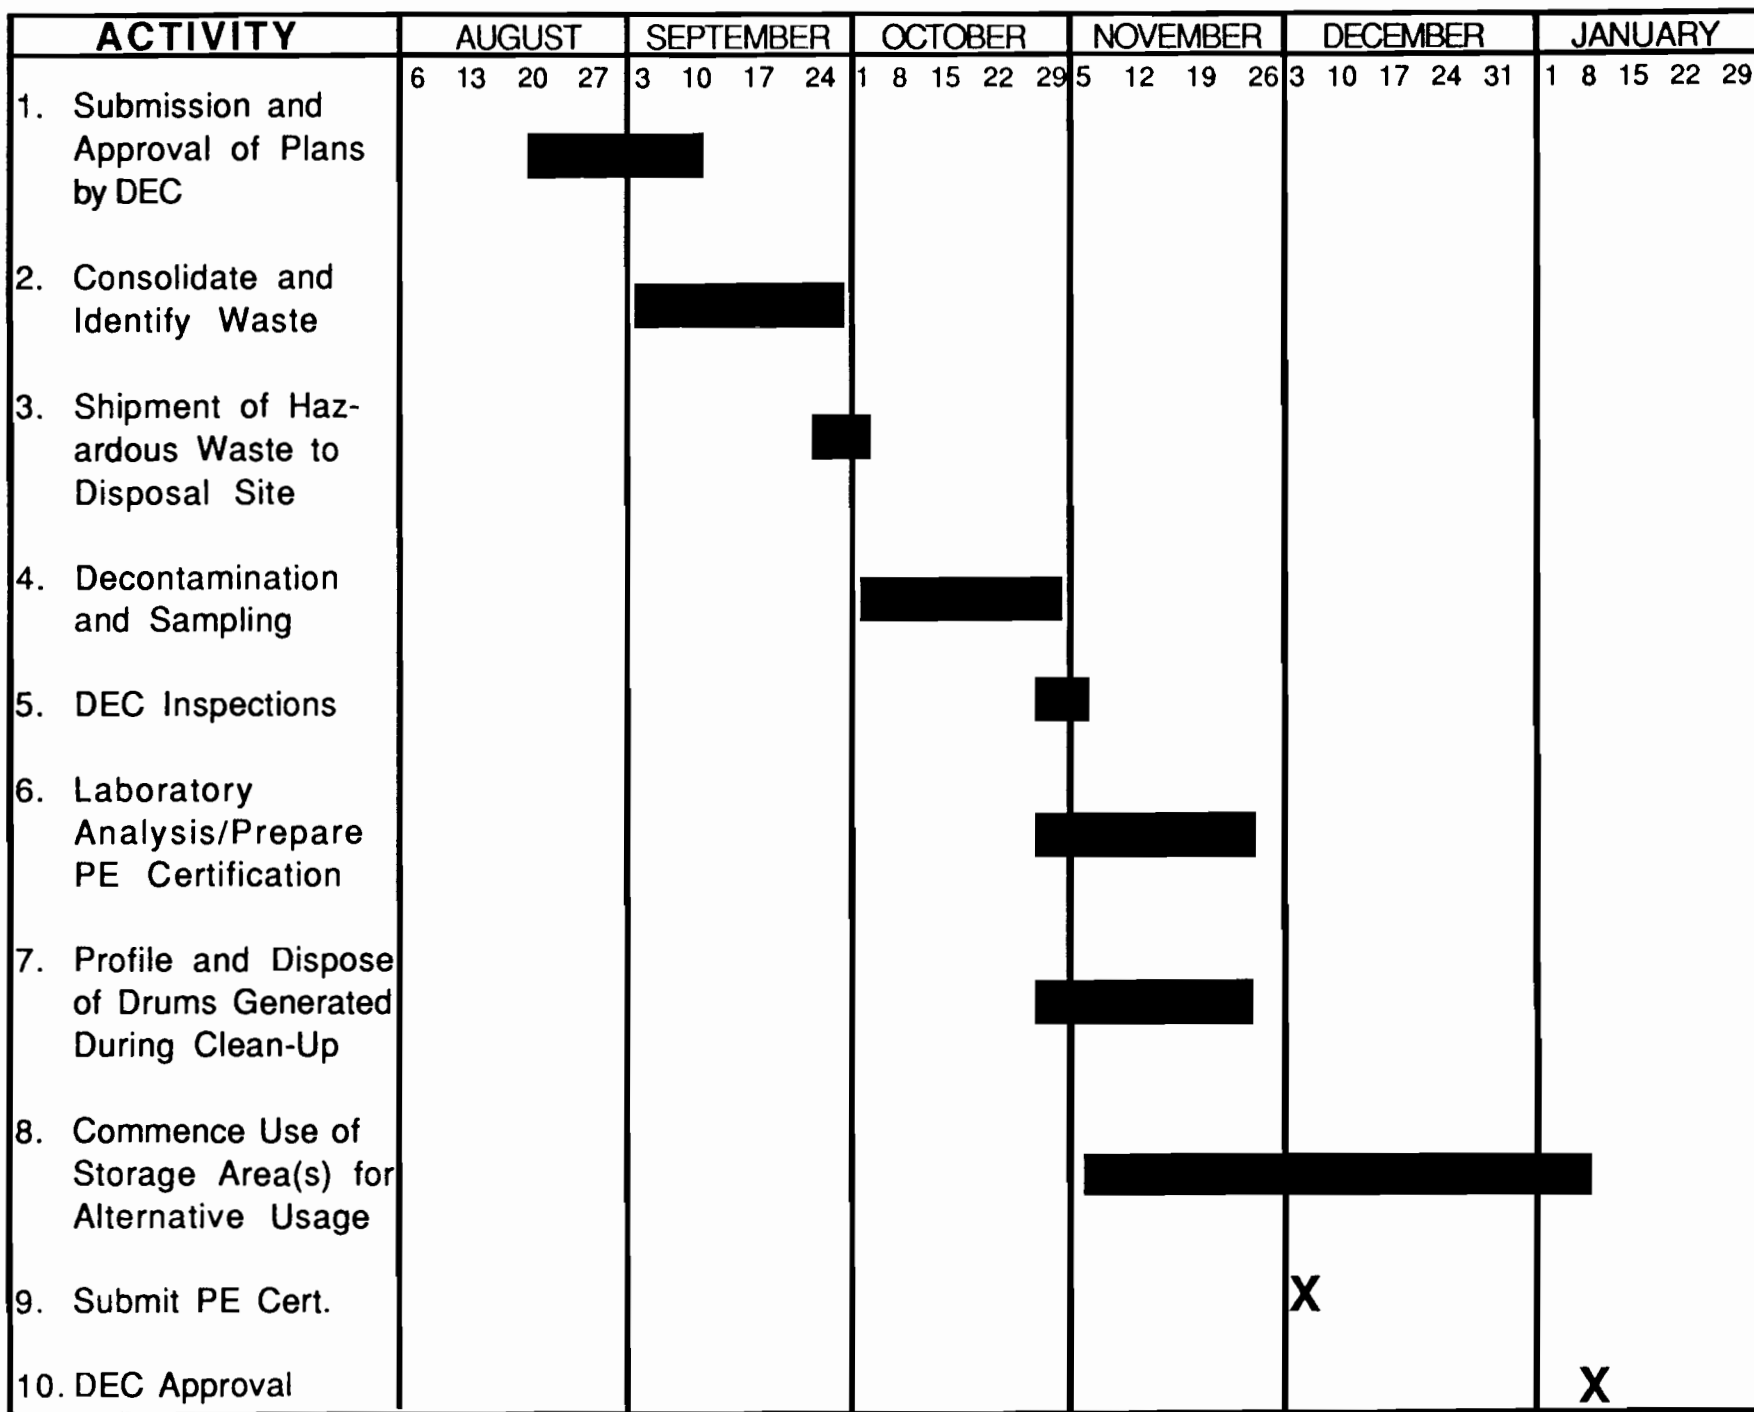 ACTIVITY AUGUST SEPTEMBER OCTOBER NOVEMBER DECEMBER JANUARY
6 13 20 27 3 10 17 24 1 8 15 22 29 5 12 19 26 3 10 17 24 31 1 8 15 22 29
1. Submission and
Approval of Plans
by DEC
2. Consolidate and
Identify Waste
3. Shipment of Haz-
ardous Waste to
Disposal Site
4. Decontamination
and Sampling
5. DEC Inspections
6. Laboratory
Analysis/Prepare
PE Certification
7. Profile and Dispose
of Drums Generated
During Clean-Up
8. Commence Use of
Storage Area(s) for
Alternative Usage
9. Submit PE Cert. X
10. DEC Approval X